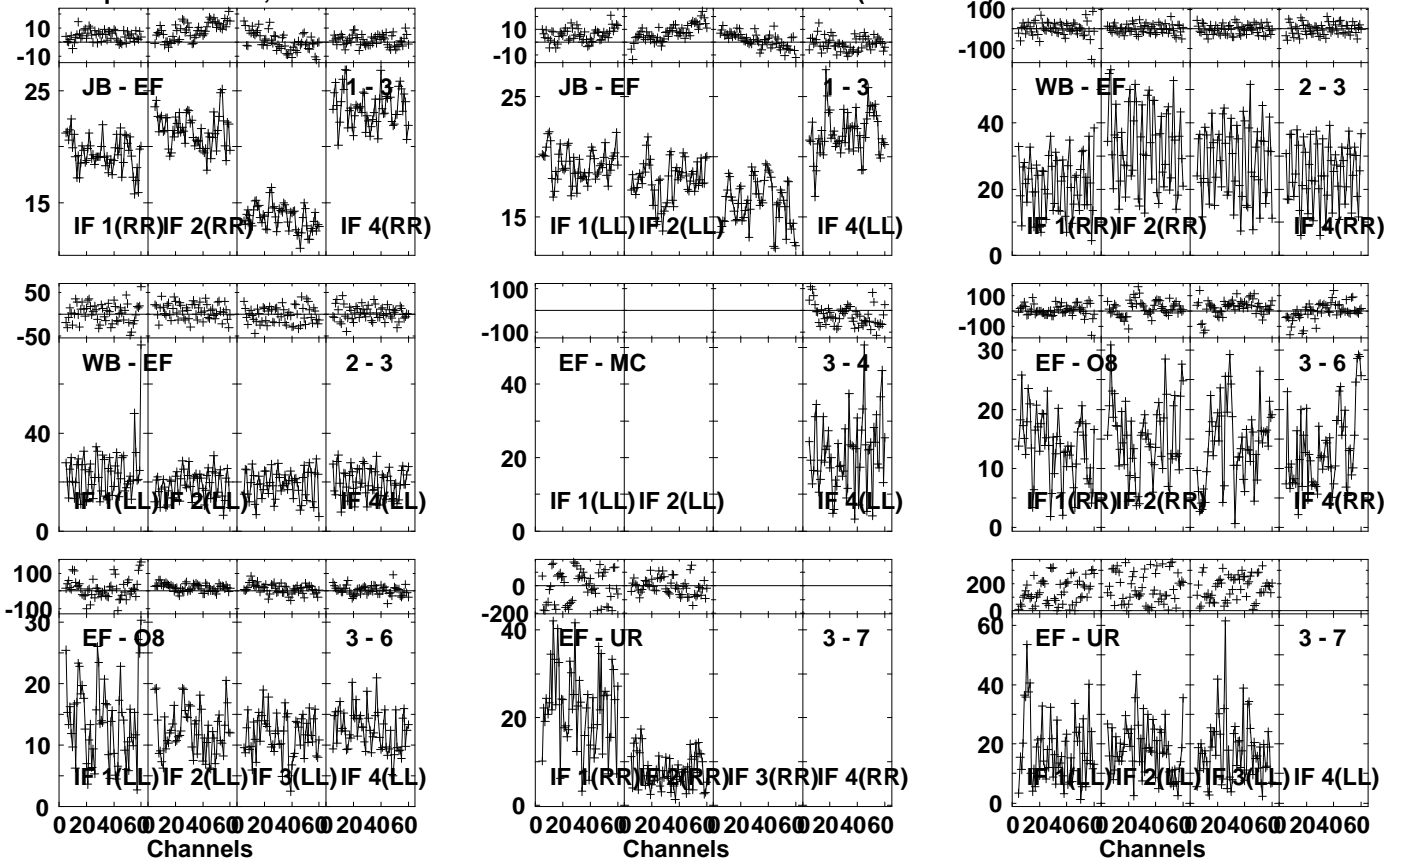 10
-10
25
15
JB - EF
1 - 3
IF 1(RR) IF 2(RR) IF 4(RR)
10
-10
25
15
JB - EF
1 - 3
IF 1(LL) IF 2(LL) IF 4(LL)
100
-100
40
20
0
WB - EF
2 - 3
IF 1(RR) IF 2(RR) IF 4(RR)
50
-50
40
0
WB - EF
2 - 3
IF 1(LL) IF 2(LL) IF 4(LL)
100
-100
40
20
0
EF - MC
3 - 4
IF 1(LL) IF 2(LL) IF 4(LL)
100
-100
30
20
10
0
EF - O8
3 - 6
IF 1(RR) IF 2(RR) IF 4(RR)
100
-100
30
20
10
0
EF - O8
3 - 6
IF 1(LL) IF 2(LL) IF 3(LL) IF 4(LL)
0 20 40 60 0 20 40 60 0 20 40 60 0 20 40 60
Channels
0
-200
40
20
0
EF - UR
3 - 7
IF 1(RR) IF 2(RR) IF 3(RR) IF 4(RR)
0 20 40 60 0 20 40 60 0 20 40 60 0 20 40 60
Channels
200
0
60
40
20
0
EF - UR
3 - 7
IF 1(LL) IF 2(LL) IF 3(LL) IF 4(LL)
0 20 40 60 0 20 40 60 0 20 40 60 0 20 40 60
Channels